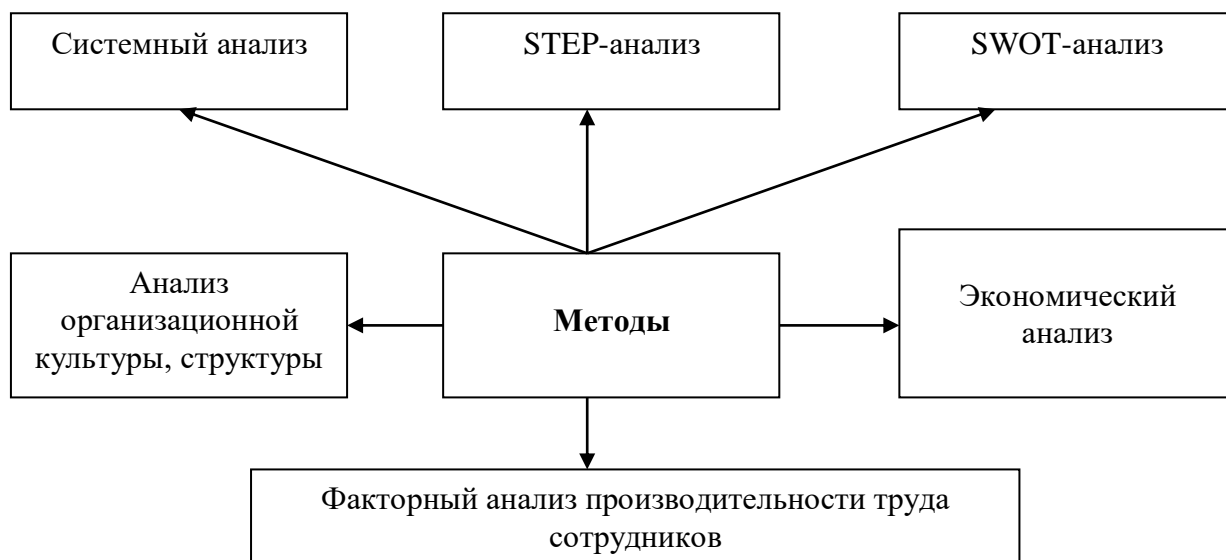 Системный анализ
STEP-анализ
SWOT-анализ
Анализ
организационной
культуры, структуры
Методы
Экономический
анализ
Факторный анализ производительности труда
сотрудников